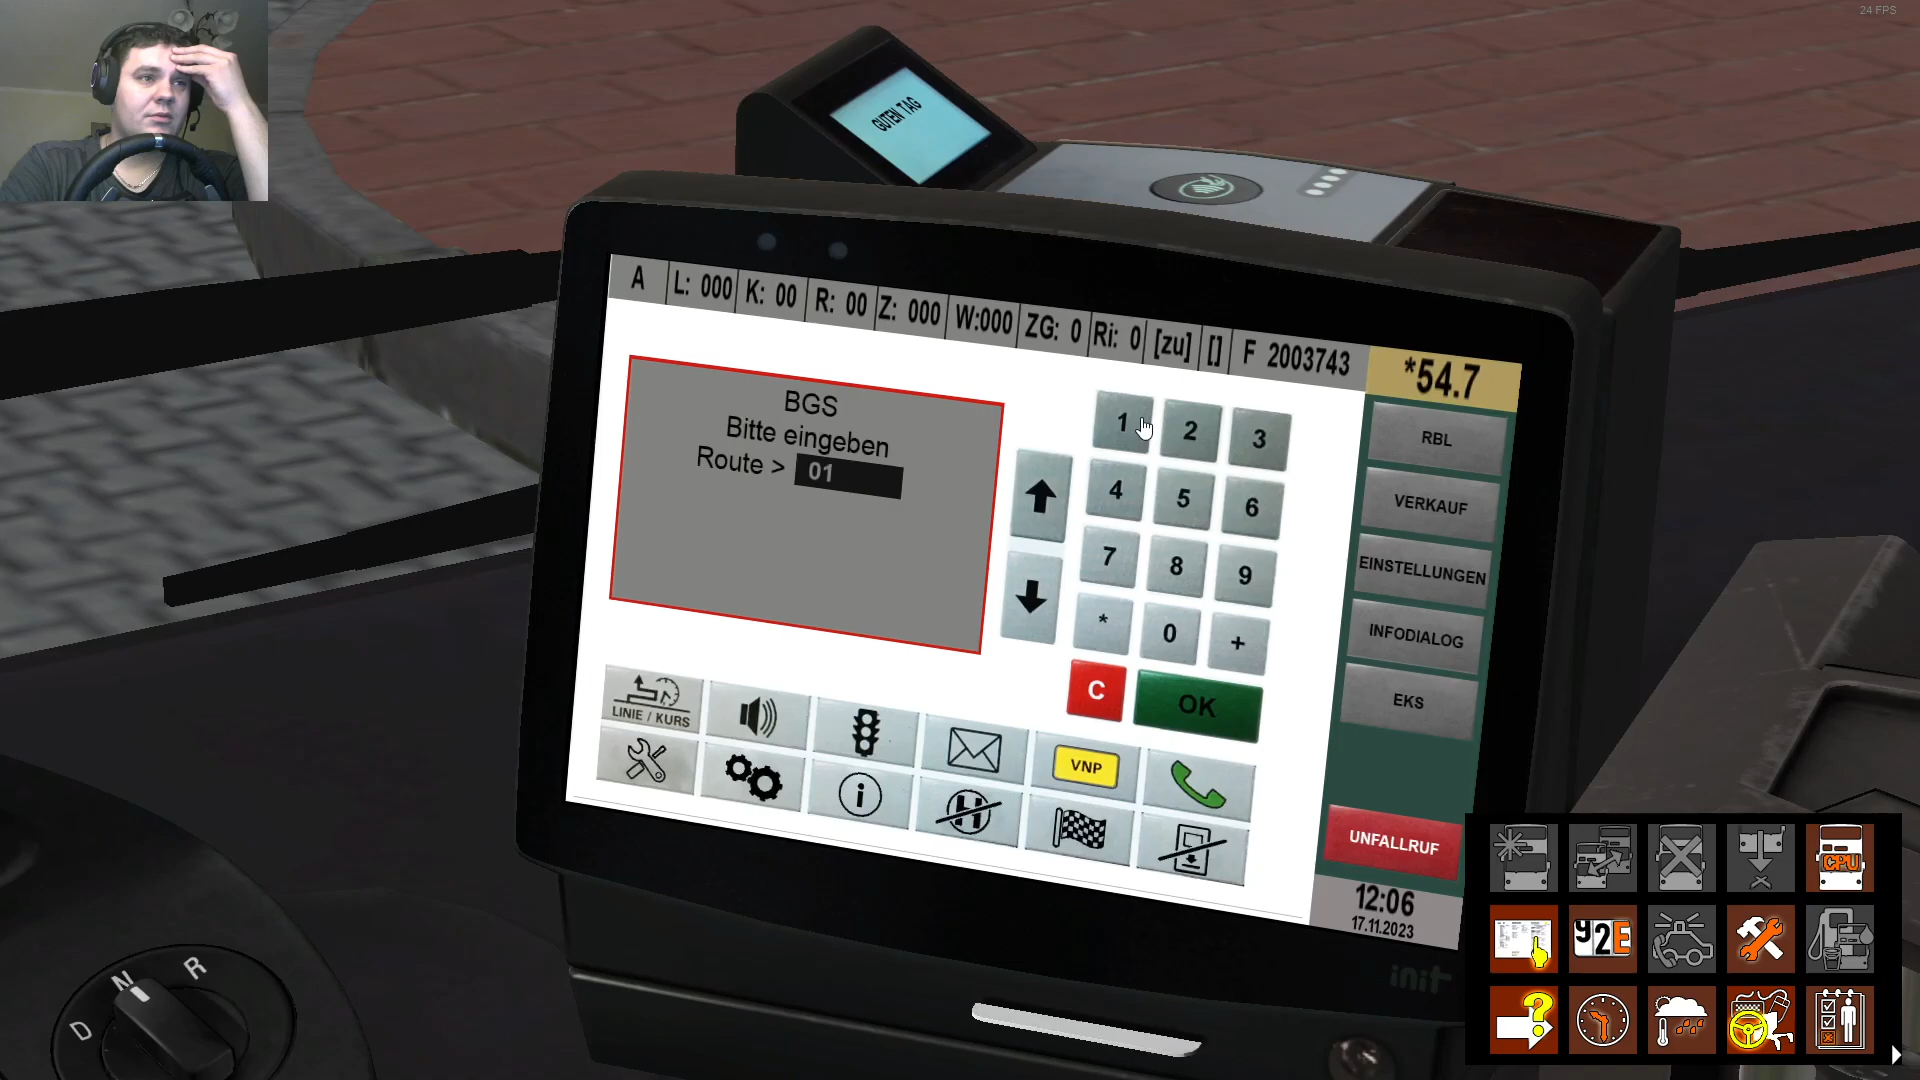 24 FPS
GUTEN TAG
A L: 000 K: 00 R: 00 Z: 000 W:000 ZG: 0 Ri: 0 [zu] [] F 2003743
*54.7
BGS
Bitte eingeben
Route > 01
1 2 3
4 5 6
7 8 9
* 0 +
C OK
RBL
VERKAUF
EINSTELLUNGEN
INFODIALOG
EKS
UNFALLRUF
LINIE / KURS
VNP
i
H
12:06
17.11.2023
init
D N R
CPU
92E
?